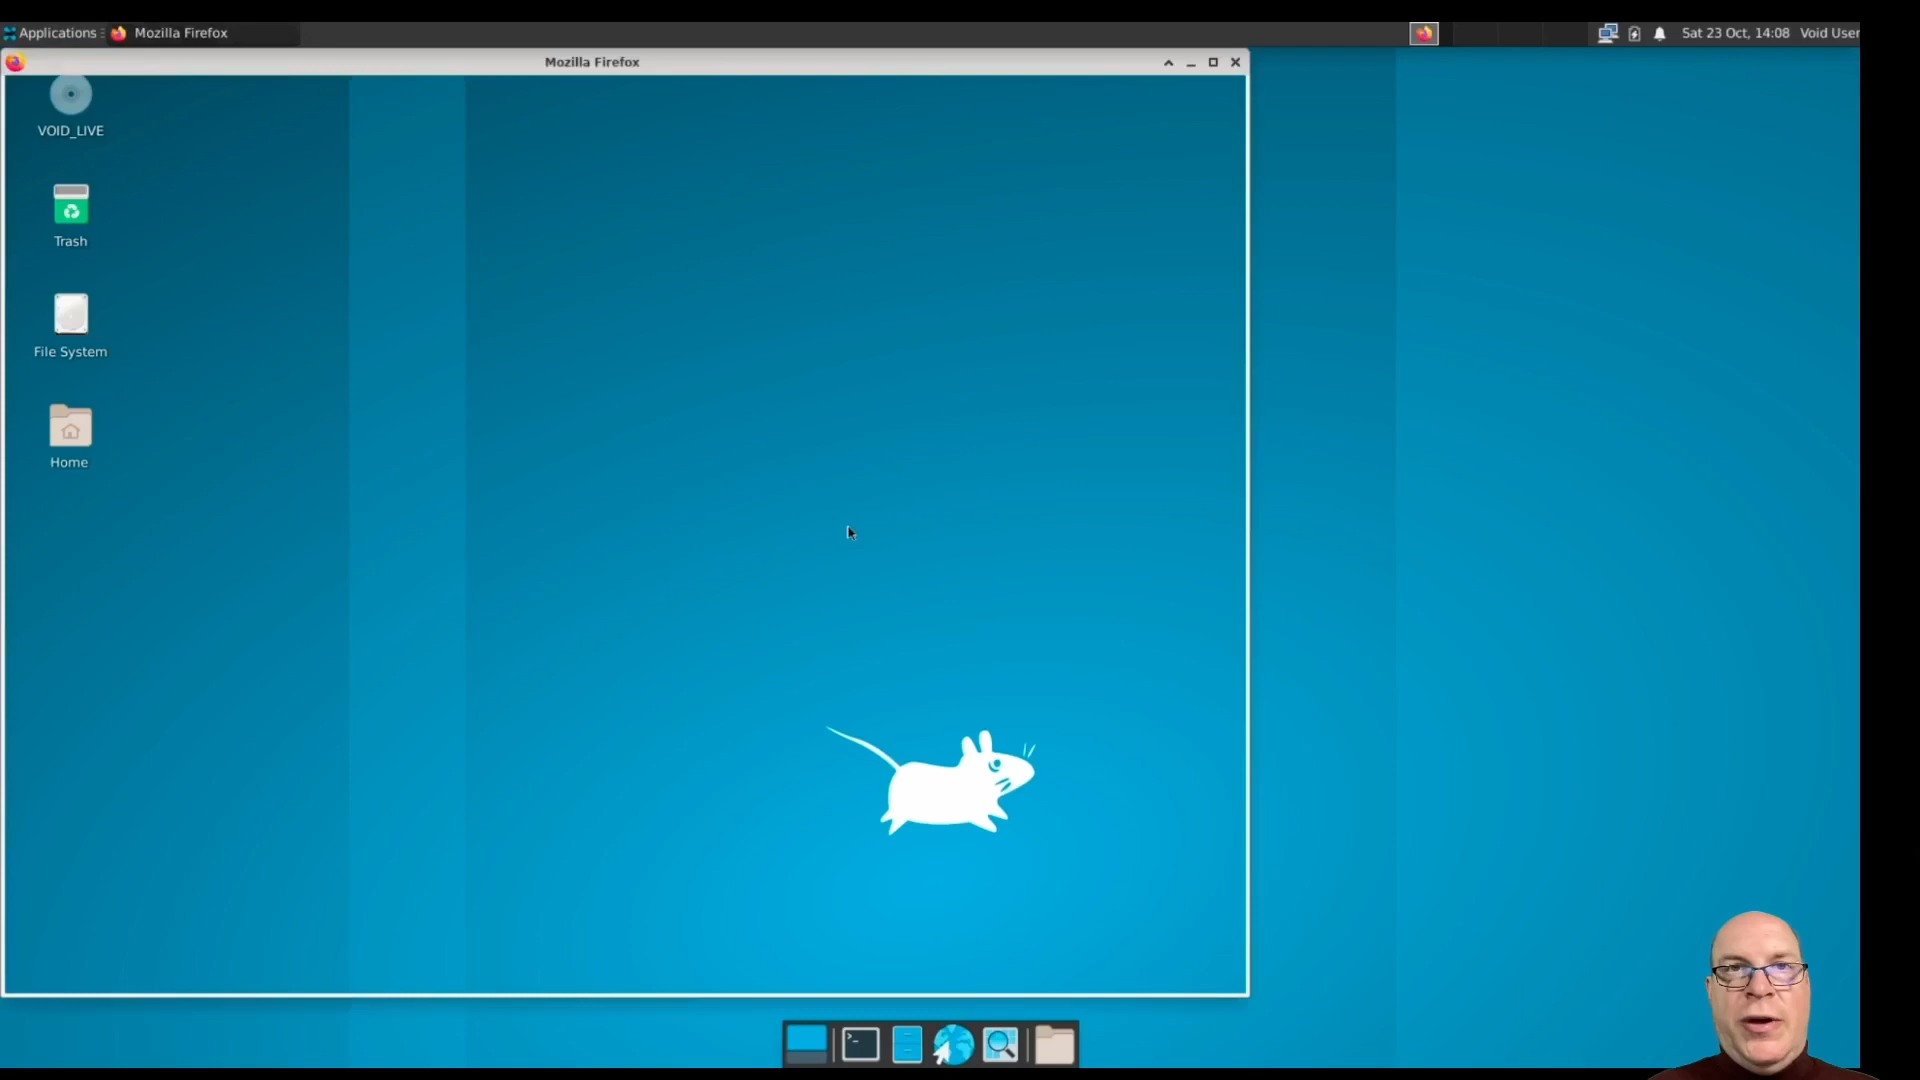 Applications
Mozilla Firefox
Sat 23 Oct, 14:08
Void User
Mozilla Firefox
VOID_LIVE
Trash
File System
Home